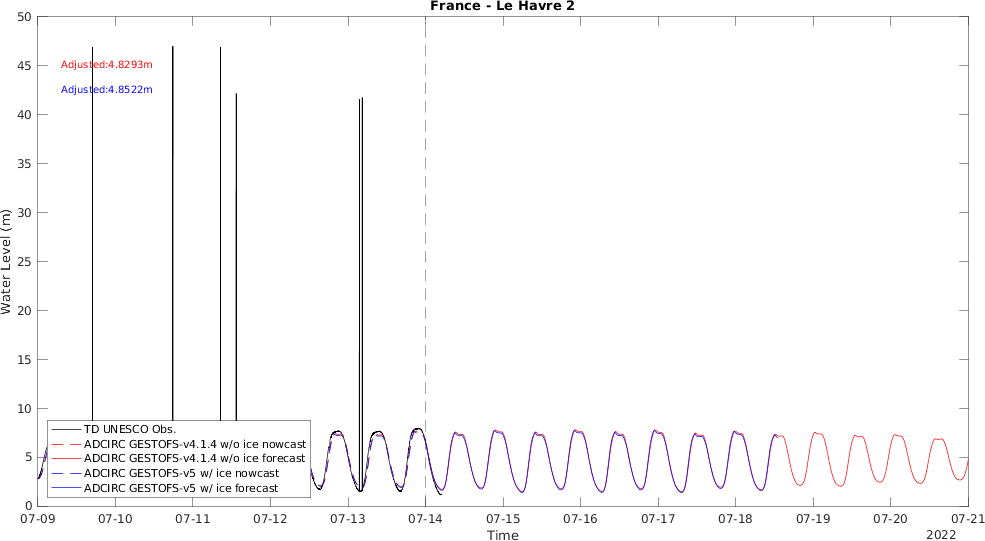 France - Le Havre 2
50
45
40
35
30
25
20
15
10
5
0
Water Level (m)
Adjusted:4.8293m
Adjusted:4.8522m
TD UNESCO Obs.
ADCIRC GESTOFS-v4.1.4 w/o ice nowcast
ADCIRC GESTOFS-v4.1.4 w/o ice forecast
ADCIRC GESTOFS-v5 w/ ice nowcast
ADCIRC GESTOFS-v5 w/ ice forecast
07-09 07-10 07-11 07-12 07-13 07-14 07-15 07-16 07-17 07-18 07-19 07-20 07-21
Time
2022